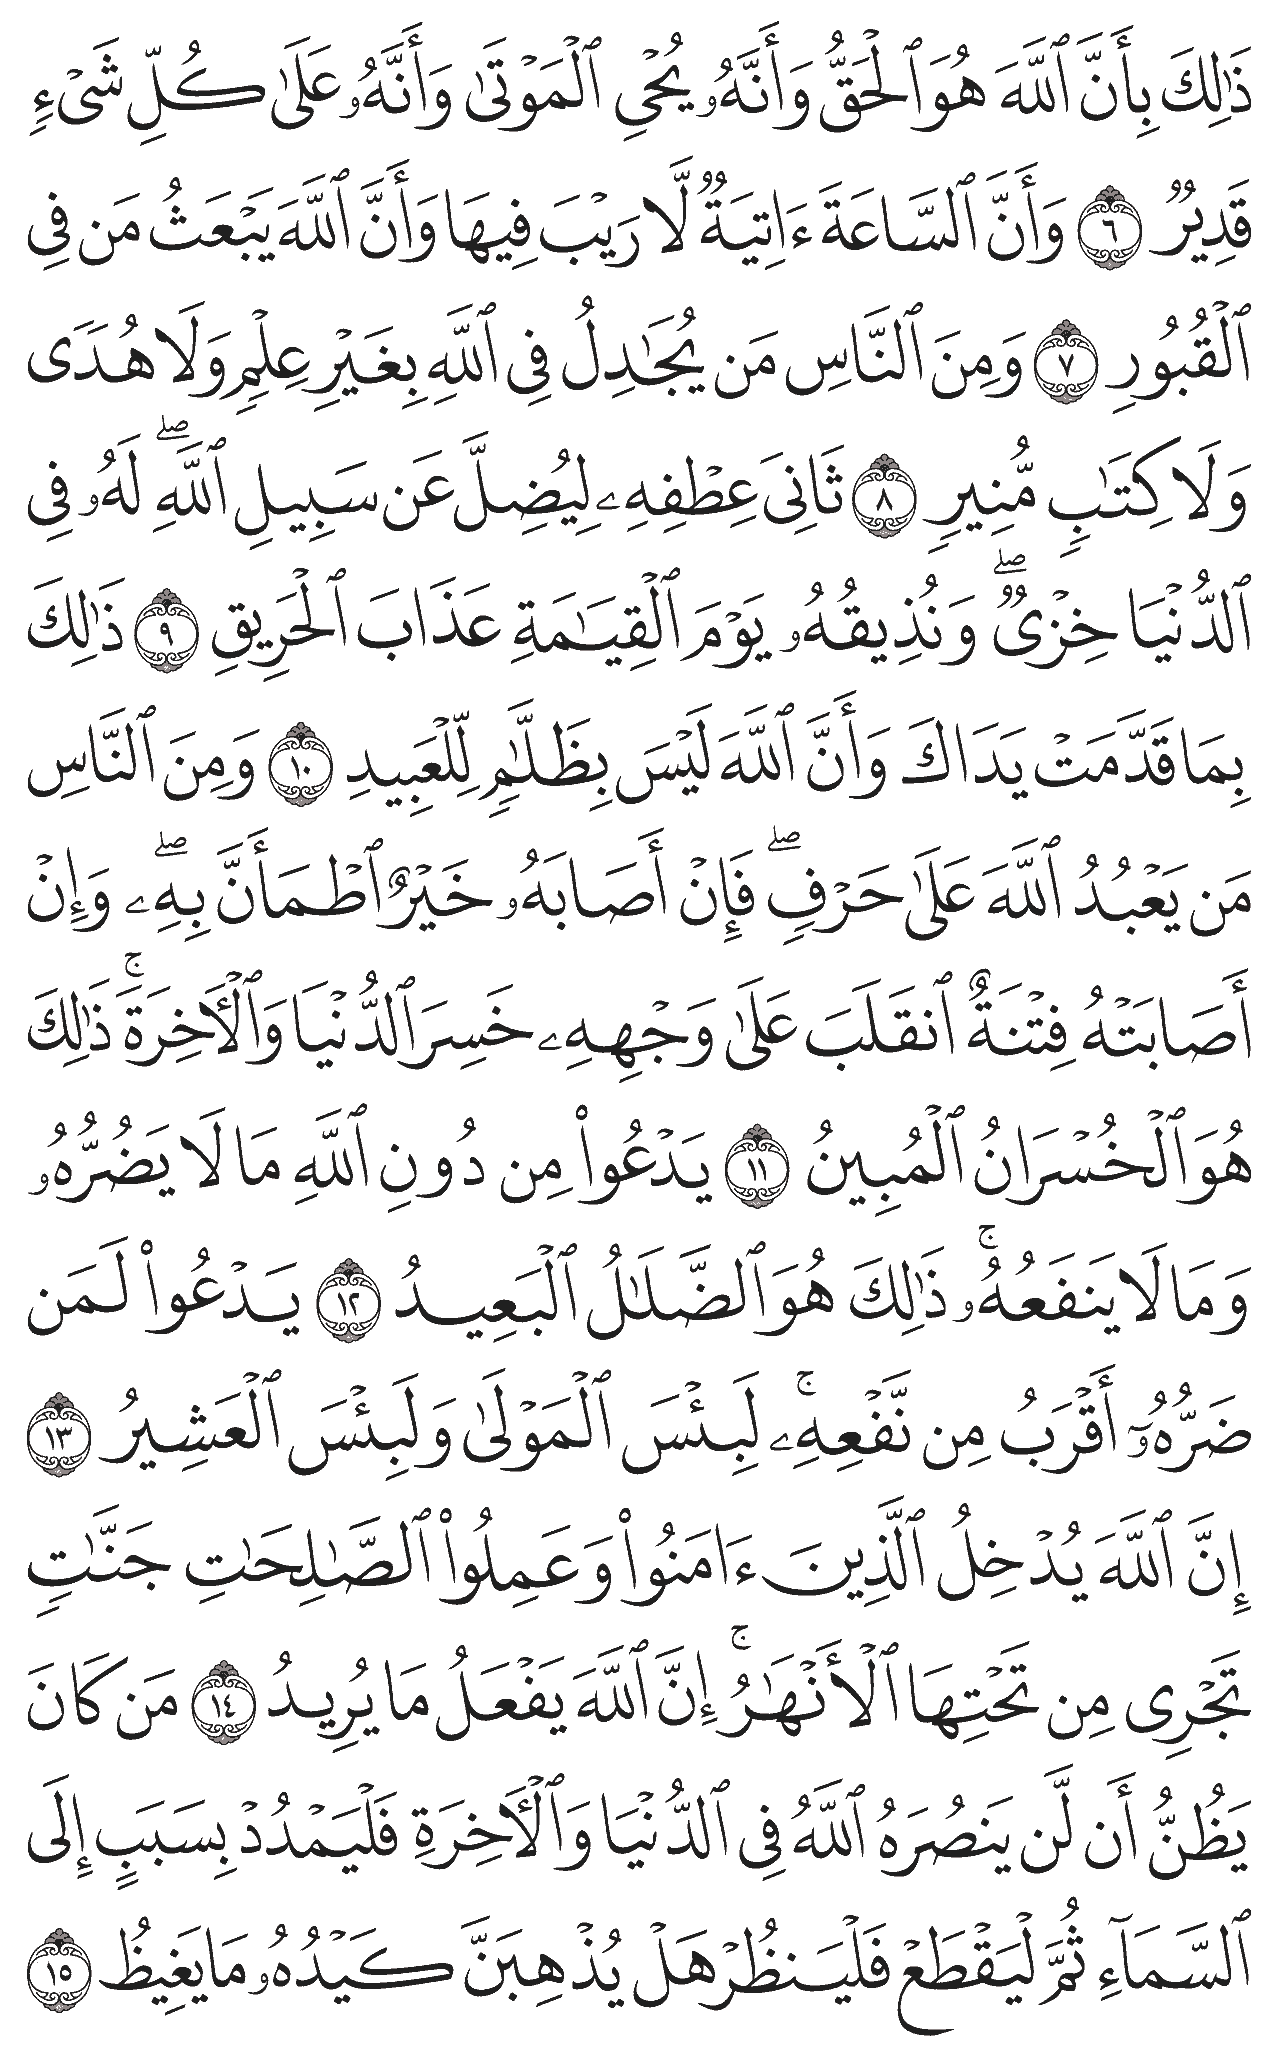 ذَٰلِكَ بِأَنَّ ٱللَّهَ هُوَ ٱلْحَقُّ وَأَنَّهُۥ يُحْىِ ٱلْمَوْتَىٰ وَأَنَّهُۥ عَلَىٰ كُلِّ شَىْءٍ
قَدِيرٌ ٦ وَأَنَّ ٱلسَّاعَةَ ءَاتِيَةٌ لَّا رَيْبَ فِيهَا وَأَنَّ ٱللَّهَ يَبْعَثُ مَن فِى
ٱلْقُبُورِ ٧ وَمِنَ ٱلنَّاسِ مَن يُجَٰدِلُ فِى ٱللَّهِ بِغَيْرِ عِلْمٍ وَلَا هُدًى
وَلَا كِتَٰبٍ مُّنِيرٍ ٨ ثَانِىَ عِطْفِهِۦ لِيُضِلَّ عَن سَبِيلِ ٱللَّهِ ۖ لَهُۥ فِى
ٱلدُّنْيَا خِزْىٌ ۖ وَنُذِيقُهُۥ يَوْمَ ٱلْقِيَٰمَةِ عَذَابَ ٱلْحَرِيقِ ٩ ذَٰلِكَ
بِمَا قَدَّمَتْ يَدَاكَ وَأَنَّ ٱللَّهَ لَيْسَ بِظَلَّٰمٍ لِّلْعَبِيدِ ١٠ وَمِنَ ٱلنَّاسِ
مَن يَعْبُدُ ٱللَّهَ عَلَىٰ حَرْفٍ ۖ فَإِنْ أَصَابَهُۥ خَيْرٌ ٱطْمَأَنَّ بِهِۦ ۖ وَإِنْ
أَصَابَتْهُ فِتْنَةٌ ٱنقَلَبَ عَلَىٰ وَجْهِهِۦ خَسِرَ ٱلدُّنْيَا وَٱلْأَخِرَةَ ۚ ذَٰلِكَ
هُوَ ٱلْخُسْرَانُ ٱلْمُبِينُ ١١ يَدْعُوا۟ مِن دُونِ ٱللَّهِ مَا لَا يَضُرُّهُۥ
وَمَا لَا يَنفَعُهُۥ ۚ ذَٰلِكَ هُوَ ٱلضَّلَٰلُ ٱلْبَعِيدُ ١٢ يَدْعُوا۟ لَمَن
ضَرُّهُۥٓ أَقْرَبُ مِن نَّفْعِهِۦ ۚ لَبِئْسَ ٱلْمَوْلَىٰ وَلَبِئْسَ ٱلْعَشِيرُ ١٣
إِنَّ ٱللَّهَ يُدْخِلُ ٱلَّذِينَ ءَامَنُوا۟ وَعَمِلُوا۟ ٱلصَّٰلِحَٰتِ جَنَّٰتٍ
تَجْرِى مِن تَحْتِهَا ٱلْأَنْهَٰرُ ۚ إِنَّ ٱللَّهَ يَفْعَلُ مَا يُرِيدُ ١٤ مَن كَانَ
يَظُنُّ أَن لَّن يَنصُرَهُ ٱللَّهُ فِى ٱلدُّنْيَا وَٱلْأَخِرَةِ فَلْيَمْدُدْ بِسَبَبٍ إِلَى
ٱلسَّمَآءِ ثُمَّ لْيَقْطَعْ فَلْيَنظُرْ هَلْ يُذْهِبَنَّ كَيْدُهُۥ مَا يَغِيظُ ١٥